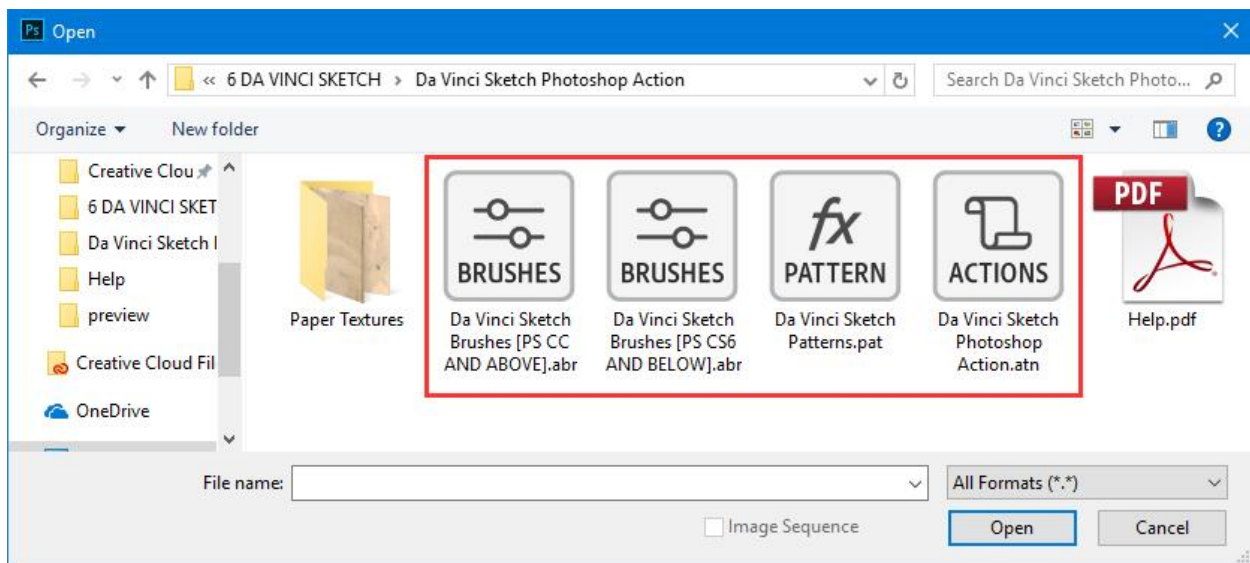 Ps Open
« 6 DA VINCI SKETCH > Da Vinci Sketch Photoshop Action
Search Da Vinci Sketch Photo...
Organize
New folder
Creative Clou
6 DA VINCI SKET
Da Vinci Sketch I
Help
preview
Creative Cloud Fil
OneDrive
Paper Textures
BRUSHES
Da Vinci Sketch
Brushes [PS CC
AND ABOVE].abr
BRUSHES
Da Vinci Sketch
Brushes [PS CS6
AND BELOW].abr
fx
PATTERN
Da Vinci Sketch
Patterns.pat
ACTIONS
Da Vinci Sketch
Photoshop
Action.atn
PDF
Help.pdf
File name:
All Formats (*.*)
Image Sequence
Open
Cancel